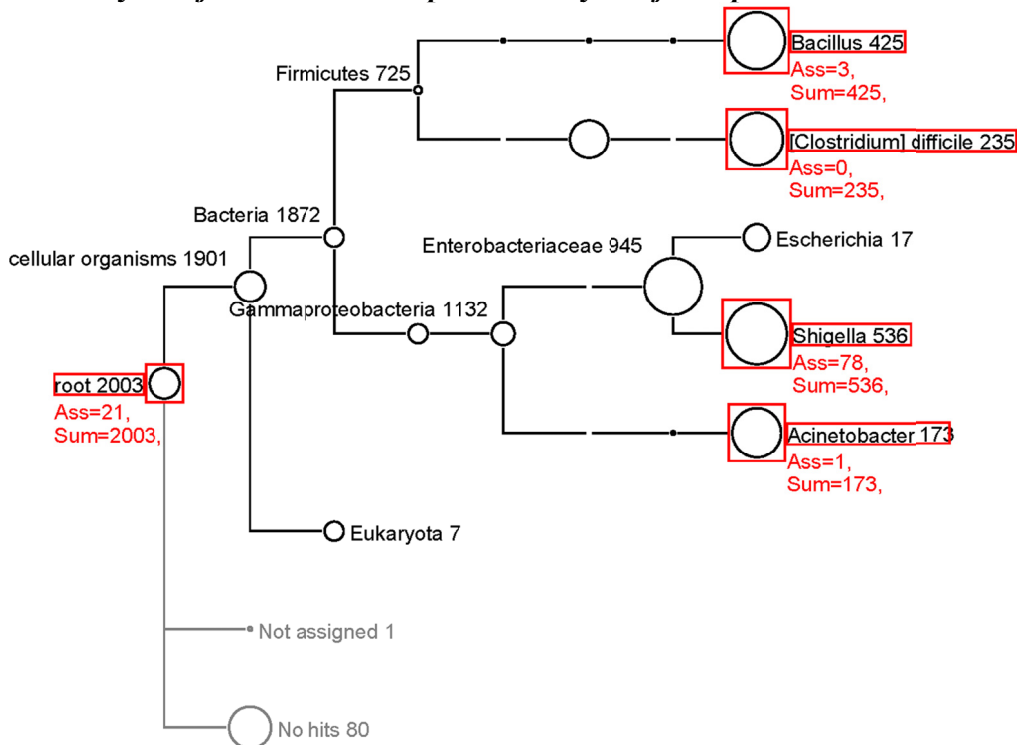 Firmicutes 725
Bacillus 425
Ass=3,
Sum=425,
[Clostridium] difficile 235
Ass=0,
Sum=235,
Bacteria 1872
Enterobacteriaceae 945
Escherichia 17
cellular organisms 1901
Gammaproteobacteria 1132
Shigella 536
Ass=78,
Sum=536,
root 2003
Ass=21,
Sum=2003,
Acinetobacter 173
Ass=1,
Sum=173,
Eukaryota 7
Not assigned 1
No hits 80